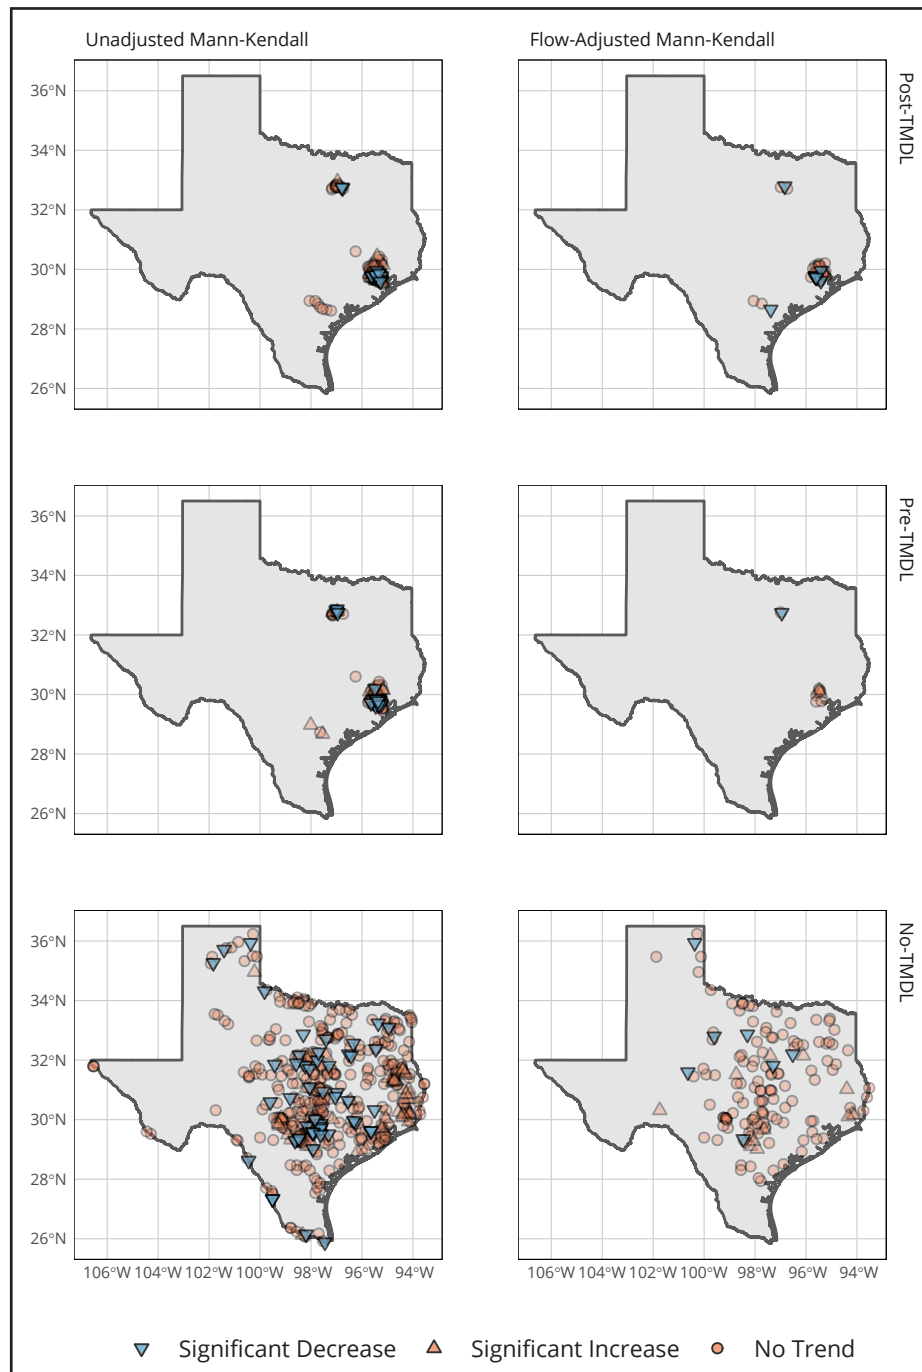 Unadjusted Mann-Kendall Flow-Adjusted Mann-Kendall
36°N
34°N
32°N
30°N
28°N
26°N
Post-TMDL
36°N
34°N
32°N
30°N
28°N
26°N
Pre-TMDL
36°N
34°N
32°N
30°N
28°N
26°N
No-TMDL
106°W 104°W 102°W 100°W 98°W 96°W 94°W 106°W 104°W 102°W 100°W 98°W 96°W 94°W
Significant Decrease Significant Increase No Trend